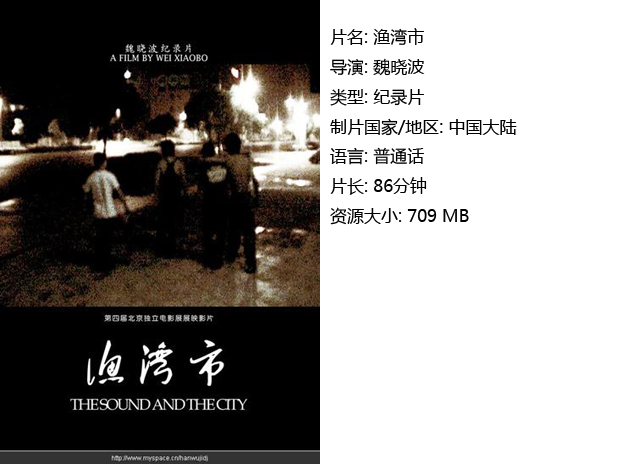 魏晓波纪录片
A FILM BY WEI XIAOBO
第四届北京独立电影展展映影片
渔湾市
THE SOUND AND THE CITY
http://www.myspace.cn/hanwujidj
片名: 渔湾市
导演: 魏晓波
类型: 纪录片
制片国家/地区: 中国大陆
语言: 普通话
片长: 86分钟
资源大小: 709 MB